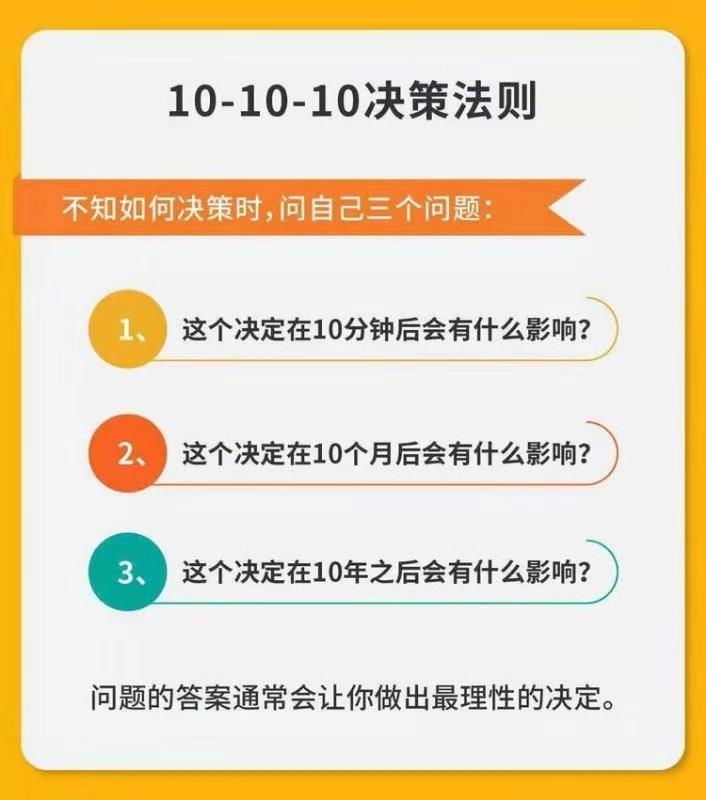 10-10-10决策法则
不知如何决策时,问自己三个问题:
1、 这个决定在10分钟后会有什么影响?
2、 这个决定在10个月后会有什么影响?
3、 这个决定在10年之后会有什么影响?
问题的答案通常会让你做出最理性的决定。